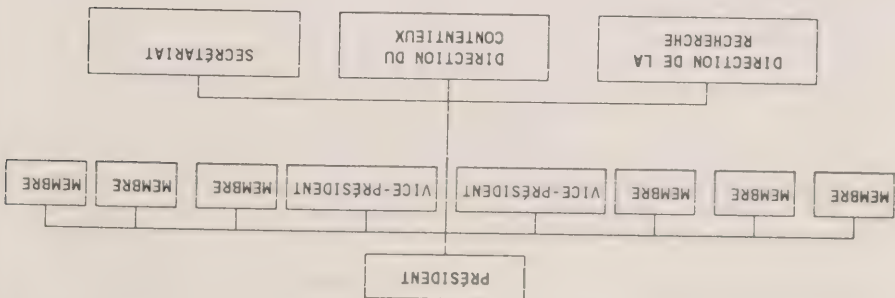 PRÉSIDENT
MEMBRE
MEMBRE
MEMBRE
VICE-PRÉSIDENT
VICE-PRÉSIDENT
MEMBRE
MEMBRE
MEMBRE
DIRECTION DE LA
RECHERCHE
DIRECTION DU
CONTENTIEUX
SECRÉTARIAT